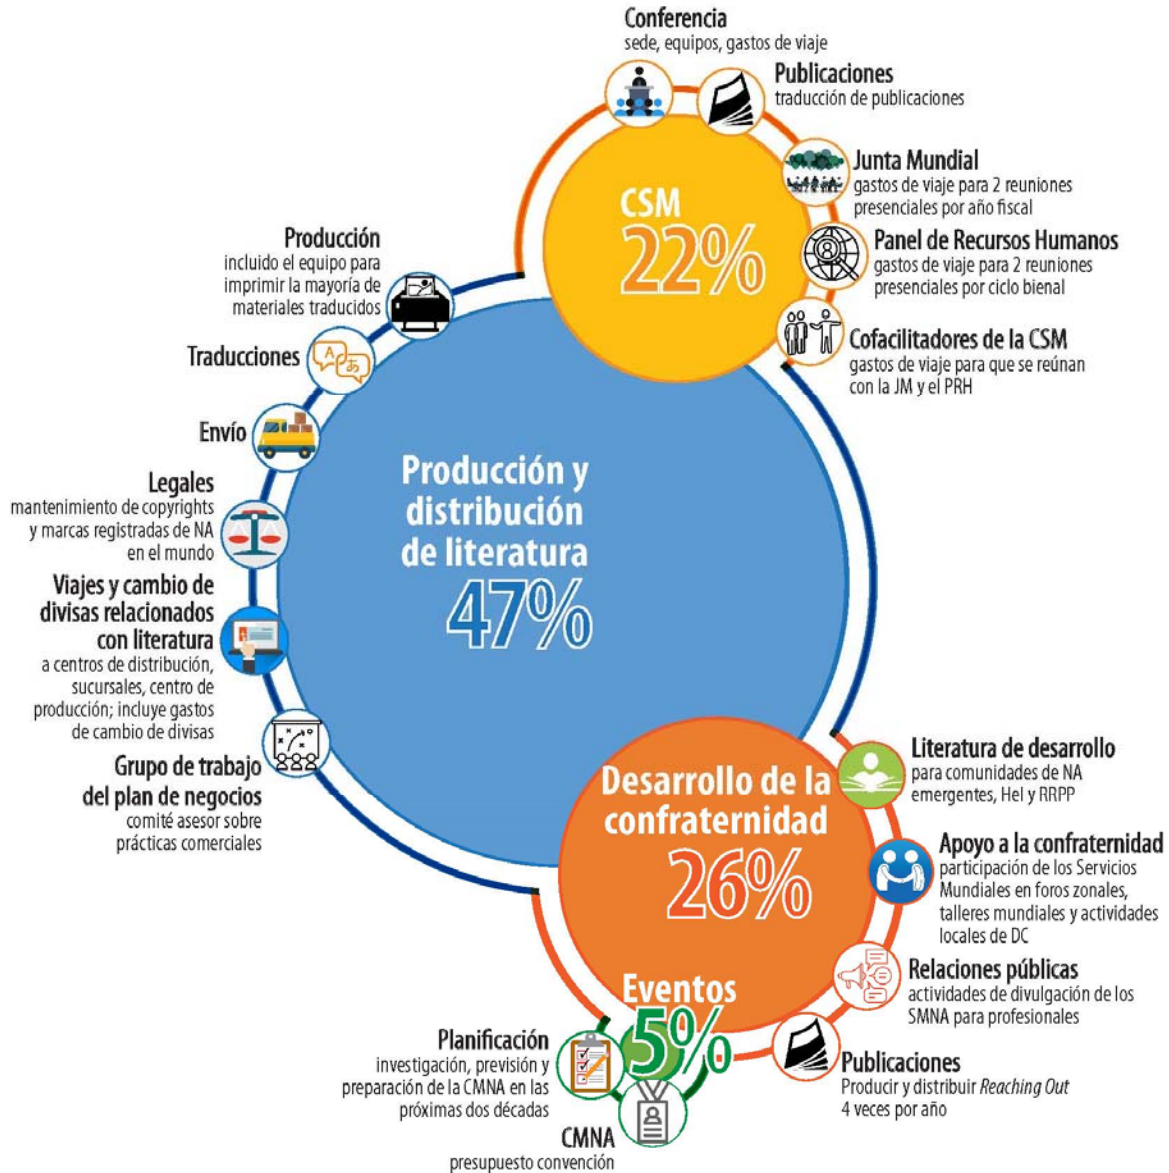 Conferencia
sede, equipos, gastos de viaje
Publicaciones
traducción de publicaciones
Junta Mundial
gastos de viaje para 2 reuniones
presenciales por año fiscal
Panel de Recursos Humanos
gastos de viaje para 2 reuniones
presenciales por ciclo bienal
Cofacilitadores de la CSM
gastos de viaje para que se reúnan
con la JM y el PRH
CSM
22%
Producción
incluido el equipo para
imprimir la mayoría de
materiales traducidos
Traducciones
A
あ
Envío
Legales
mantenimiento de copyrights
y marcas registradas de NA
en el mundo
Viajes y cambio de
divisas relacionados
con literatura
a centros de distribución,
sucursales, centro de
producción; incluye gastos
de cambio de divisas
Grupo de trabajo
del plan de negocios
comité asesor sobre
prácticas comerciales
Producción y
distribución
de literatura
47%
Desarrollo de la
confraternidad
26%
Literatura de desarrollo
para comunidades de NA
emergentes, HeI y RRPP
Apoyo a la confraternidad
participación de los Servicios
Mundiales en foros zonales,
talleres mundiales y actividades
locales de DC
Relaciones públicas
actividades de divulgación de los
SMNA para profesionales
Publicaciones
Producir y distribuir Reaching Out
4 veces por año
Eventos
5%
Planificación
investigación, previsión y
preparación de la CMNA en las
próximas dos décadas
CMNA
presupuesto convención